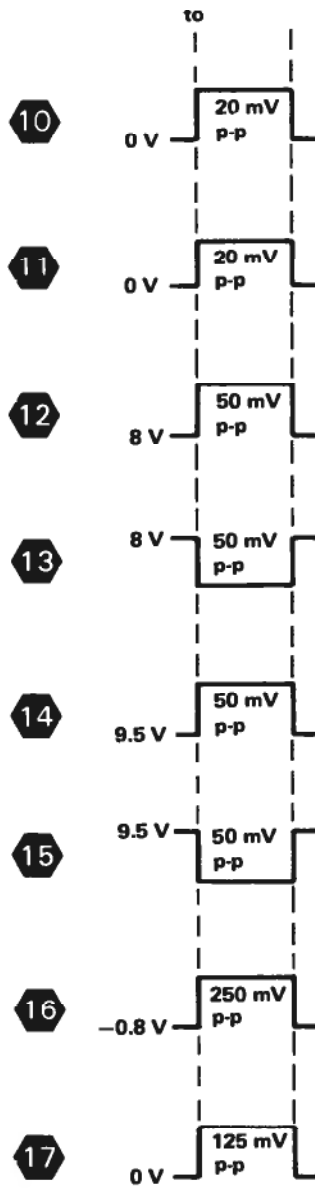 to
10
20 mV
p-p
0 V
11
20 mV
p-p
0 V
12
50 mV
p-p
8 V
8 V
13
50 mV
p-p
14
50 mV
p-p
9.5 V
9.5 V
15
50 mV
p-p
16
250 mV
p-p
−0.8 V
17
125 mV
p-p
0 V